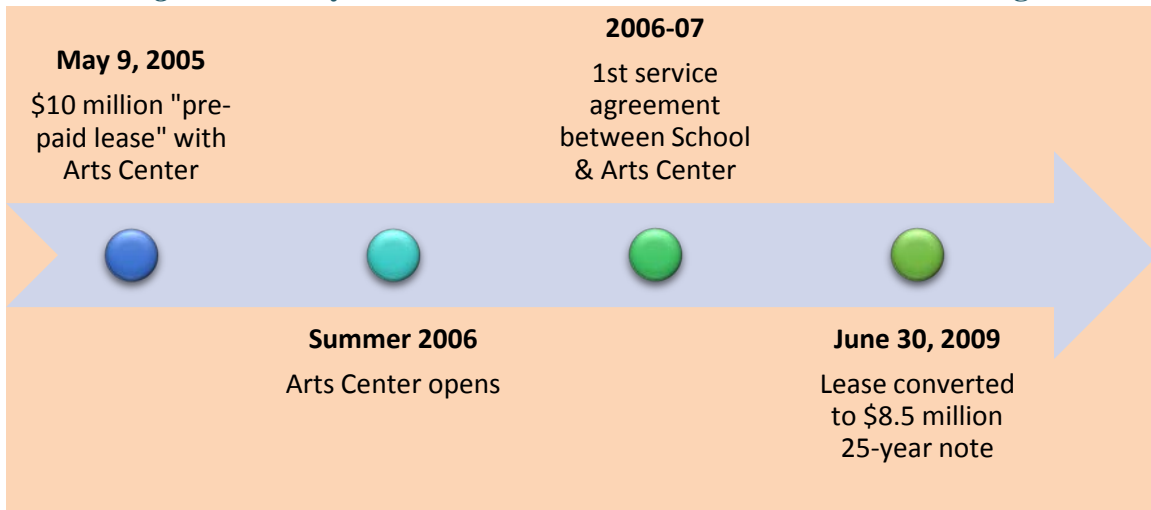 May 9, 2005
$10 million "pre-
paid lease" with
Arts Center
Summer 2006
Arts Center opens
2006-07
1st service
agreement
between School
& Arts Center
June 30, 2009
Lease converted
to $8.5 million
25-year note